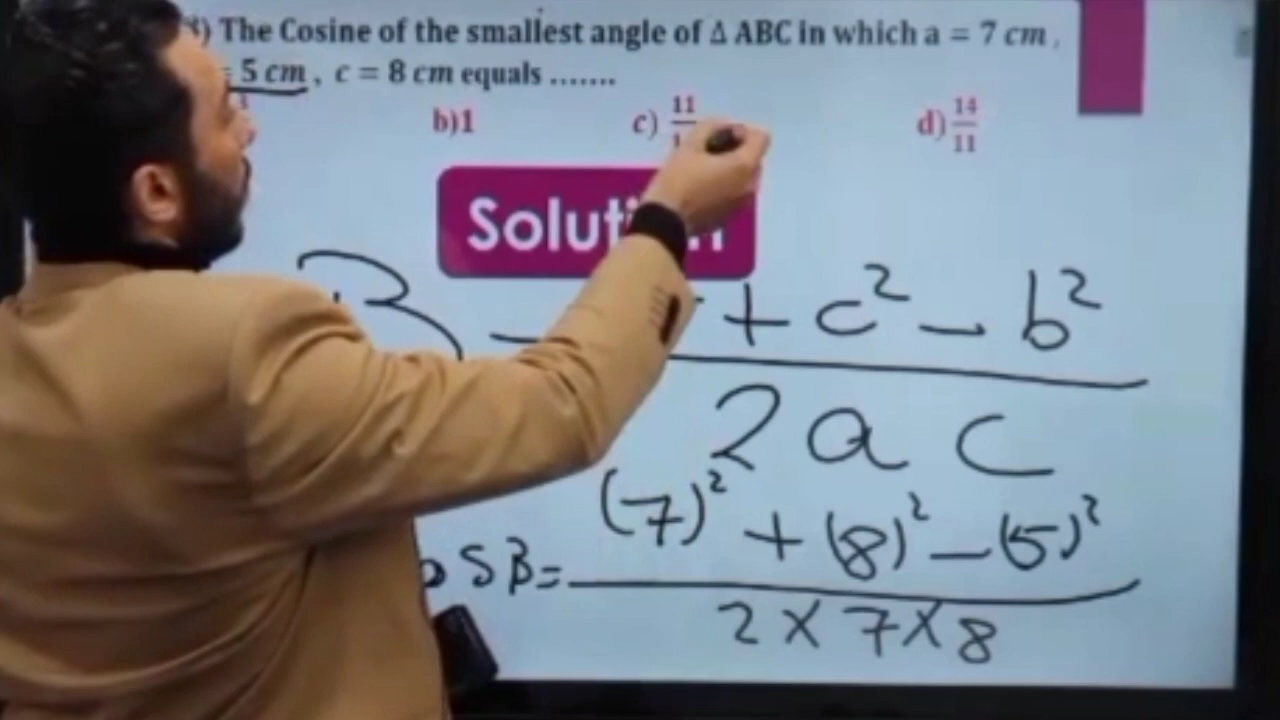 The Cosine of the smallest angle of Δ ABC in which a = 7 cm ,
= 5 cm , c = 8 cm equals .......
b)1 c) 11 d) 14/11
+ c² − b²
2 a c
SB= (7)² + (8)² − (5)²
2 × 7 × 8